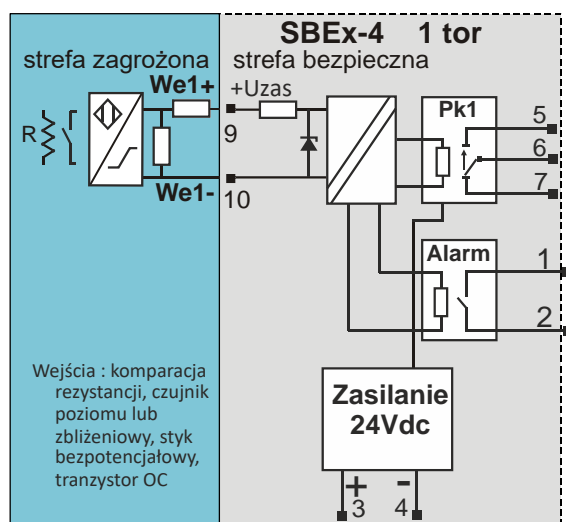 SBEx-4 1 tor
strefa zagrożona
strefa bezpieczna
We1+
+Uzas
R
9
We1-
10
Pk1
5
6
7
Alarm
1
2
Wejścia : komparacja
rezystancji, czujnik
poziomu lub
zbliżeniowy, styk
bezpotencjałowy,
tranzystor OC
Zasilanie
24Vdc
+
-
3
4